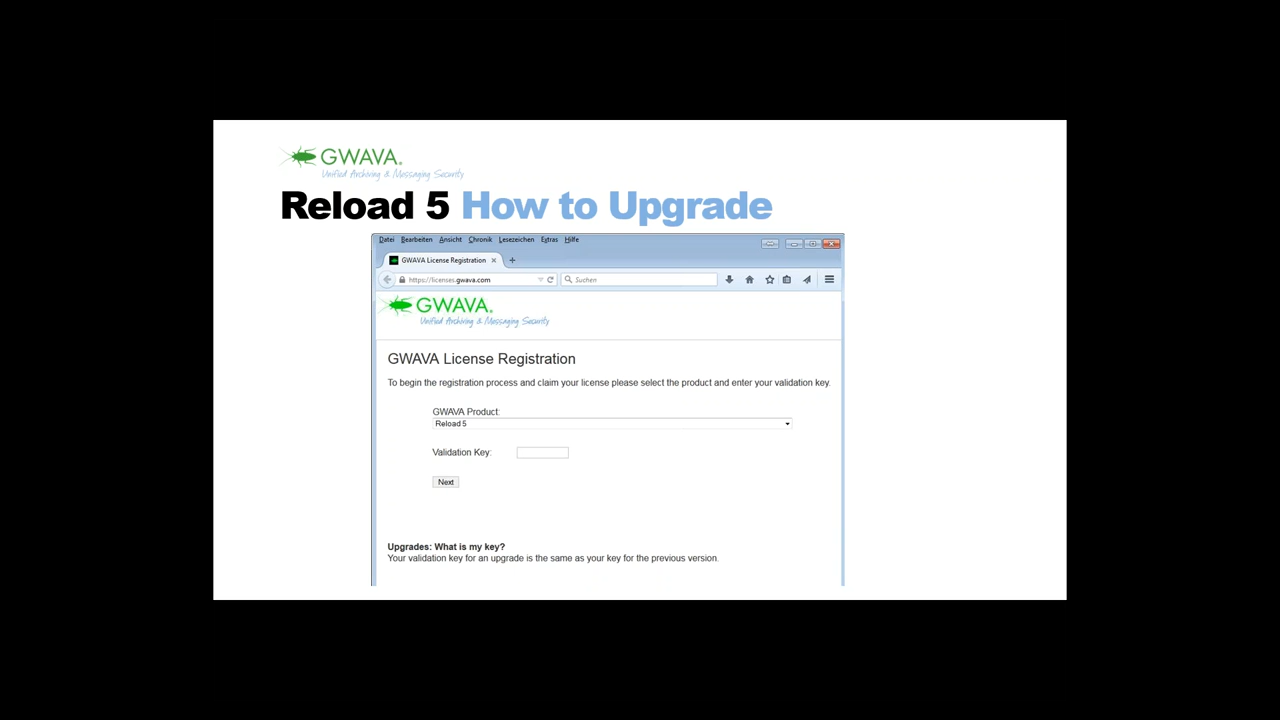 GWAVA®
Unified Archiving & Messaging Security
Reload 5 How to Upgrade
Datei Bearbeiten Ansicht Chronik Lesezeichen Extras Hilfe
GWAVA License Registration
https://licenses.gwava.com
Suchen
GWAVA®
Unified Archiving & Messaging Security
GWAVA License Registration
To begin the registration process and claim your license please select the product and enter your validation key.
GWAVA Product:
Reload 5
Validation Key:
Next
Upgrades: What is my key?
Your validation key for an upgrade is the same as your key for the previous version.